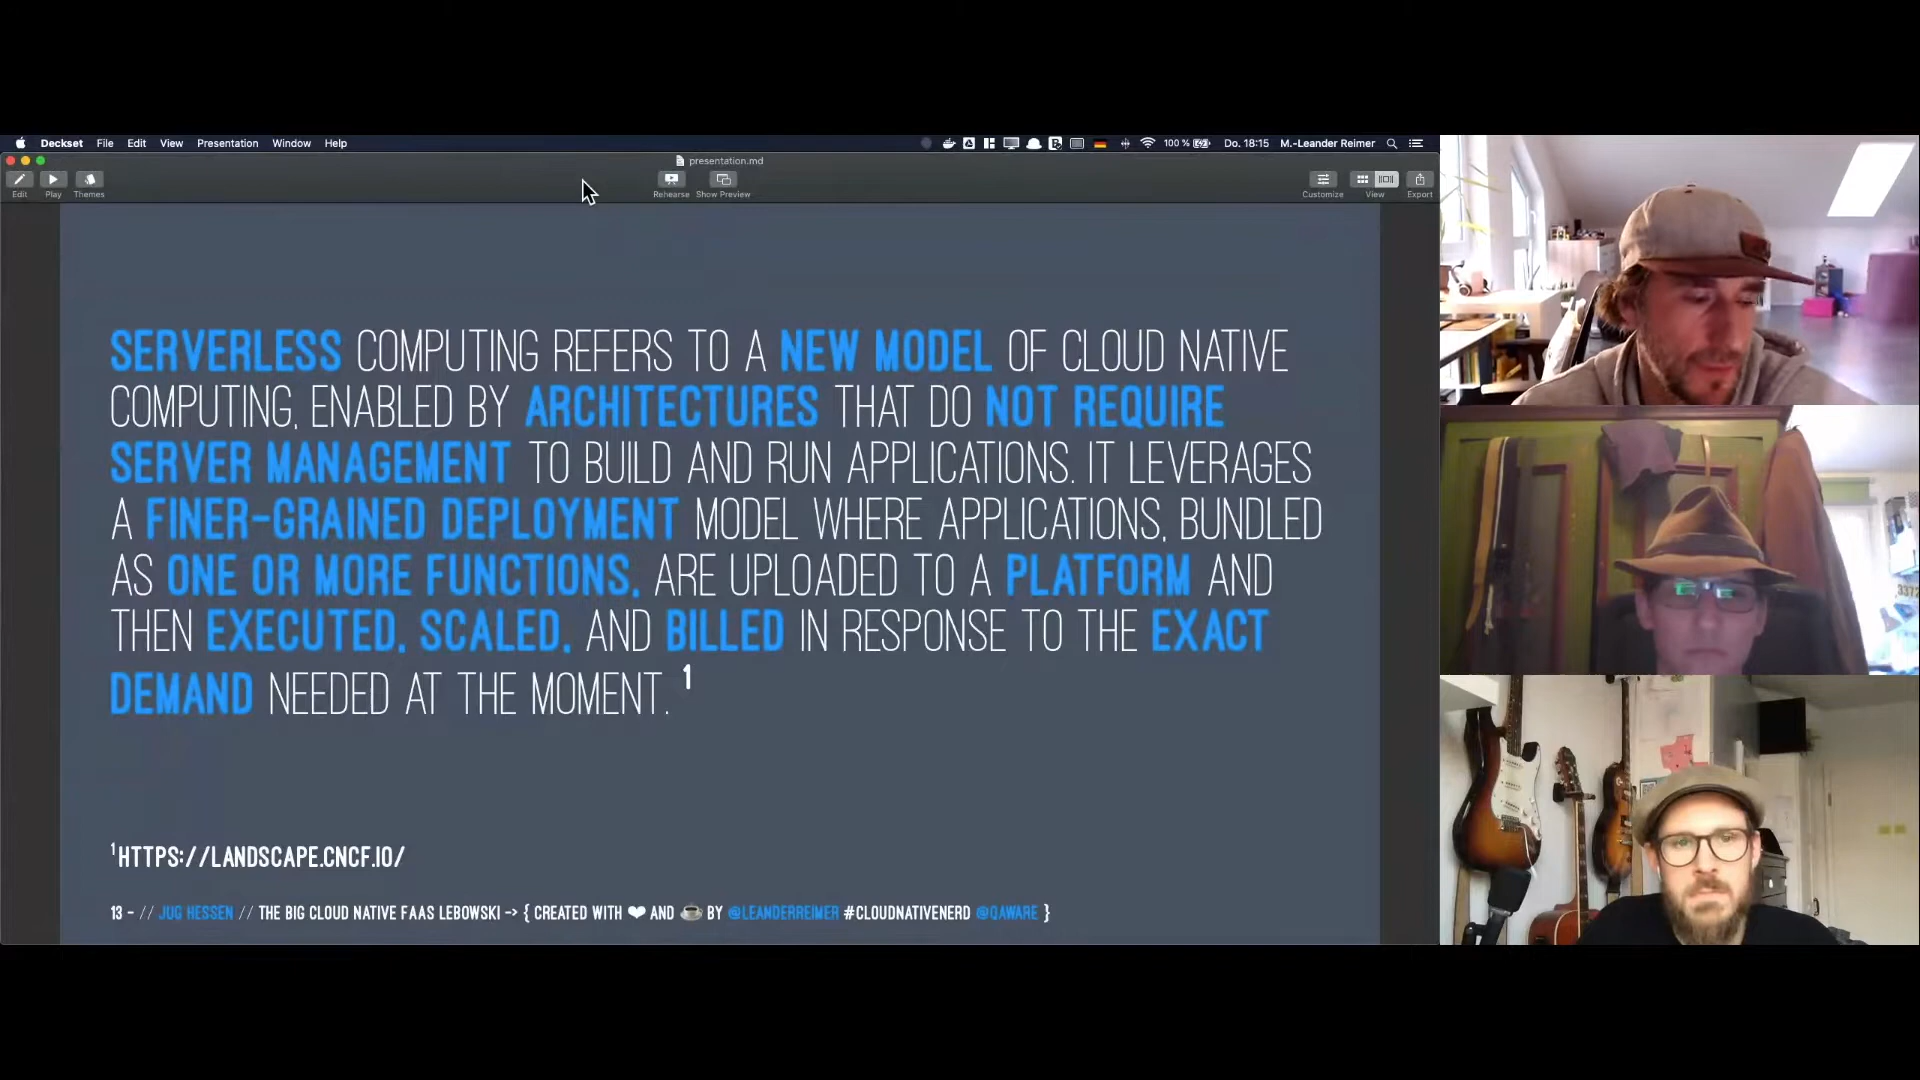 Deckset File Edit View Presentation Window Help 100 % Do. 18:15 M.-Leander Reimer
presentation.md
Edit Play Themes Rehearse Show Preview Customize View Export
SERVERLESS COMPUTING REFERS TO A NEW MODEL OF CLOUD NATIVE
COMPUTING, ENABLED BY ARCHITECTURES THAT DO NOT REQUIRE
SERVER MANAGEMENT TO BUILD AND RUN APPLICATIONS. IT LEVERAGES
A FINER-GRAINED DEPLOYMENT MODEL WHERE APPLICATIONS, BUNDLED
AS ONE OR MORE FUNCTIONS, ARE UPLOADED TO A PLATFORM AND
THEN EXECUTED, SCALED, AND BILLED IN RESPONSE TO THE EXACT
DEMAND NEEDED AT THE MOMENT. 1
1 HTTPS://LANDSCAPE.CNCF.IO/
13 - // JUG HESSEN // THE BIG CLOUD NATIVE FAAS LEBOWSKI -> { CREATED WITH ❤ AND ☕ BY @LEANDERREIMER #CLOUDNATIVENERD @QAWARE }